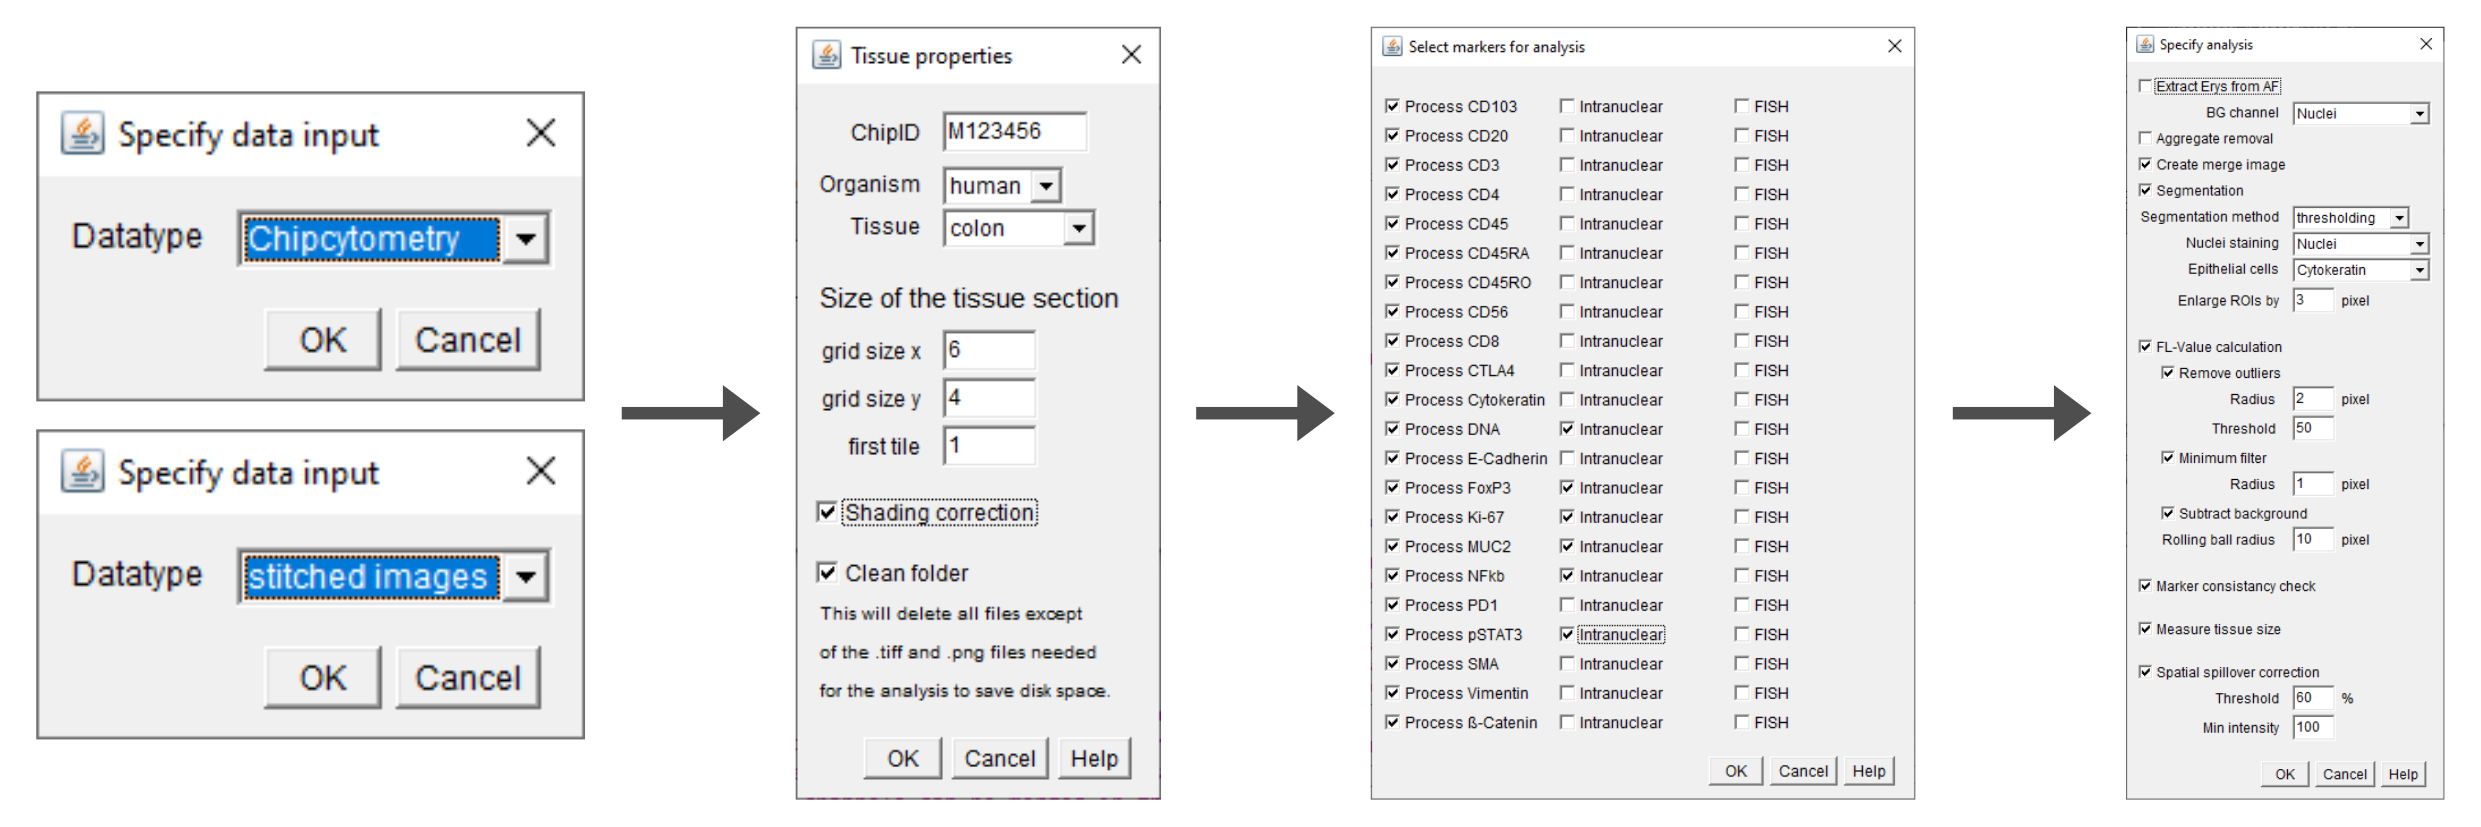 Specify data input
Datatype Chipcytometry
OK Cancel
Specify data input
Datatype stitched images
OK Cancel
Tissue properties
ChipID M123456
Organism human
Tissue colon
Size of the tissue section
grid size x 6
grid size y 4
first tile 1
Shading correction
Clean folder
This will delete all files except
of the .tiff and .png files needed
for the analysis to save disk space.
OK Cancel Help
Select markers for analysis
Process CD103 Intranuclear FISH
Process CD20 Intranuclear FISH
Process CD3 Intranuclear FISH
Process CD4 Intranuclear FISH
Process CD45 Intranuclear FISH
Process CD45RA Intranuclear FISH
Process CD45RO Intranuclear FISH
Process CD56 Intranuclear FISH
Process CD8 Intranuclear FISH
Process CTLA4 Intranuclear FISH
Process Cytokeratin Intranuclear FISH
Process DNA Intranuclear FISH
Process E-Cadherin Intranuclear FISH
Process FoxP3 Intranuclear FISH
Process Ki-67 Intranuclear FISH
Process MUC2 Intranuclear FISH
Process NFkb Intranuclear FISH
Process PD1 Intranuclear FISH
Process pSTAT3 Intranuclear FISH
Process SMA Intranuclear FISH
Process Vimentin Intranuclear FISH
Process ß-Catenin Intranuclear FISH
OK Cancel Help
Specify analysis
Extract Erys from AF
BG channel Nuclei
Aggregate removal
Create merge image
Segmentation
Segmentation method thresholding
Nuclei staining Nuclei
Epithelial cells Cytokeratin
Enlarge ROIs by 3 pixel
FL-Value calculation
Remove outliers
Radius 2 pixel
Threshold 50
Minimum filter
Radius 1 pixel
Subtract background
Rolling ball radius 10 pixel
Marker consistancy check
Measure tissue size
Spatial spillover correction
Threshold 60 %
Min intensity 100
OK Cancel Help